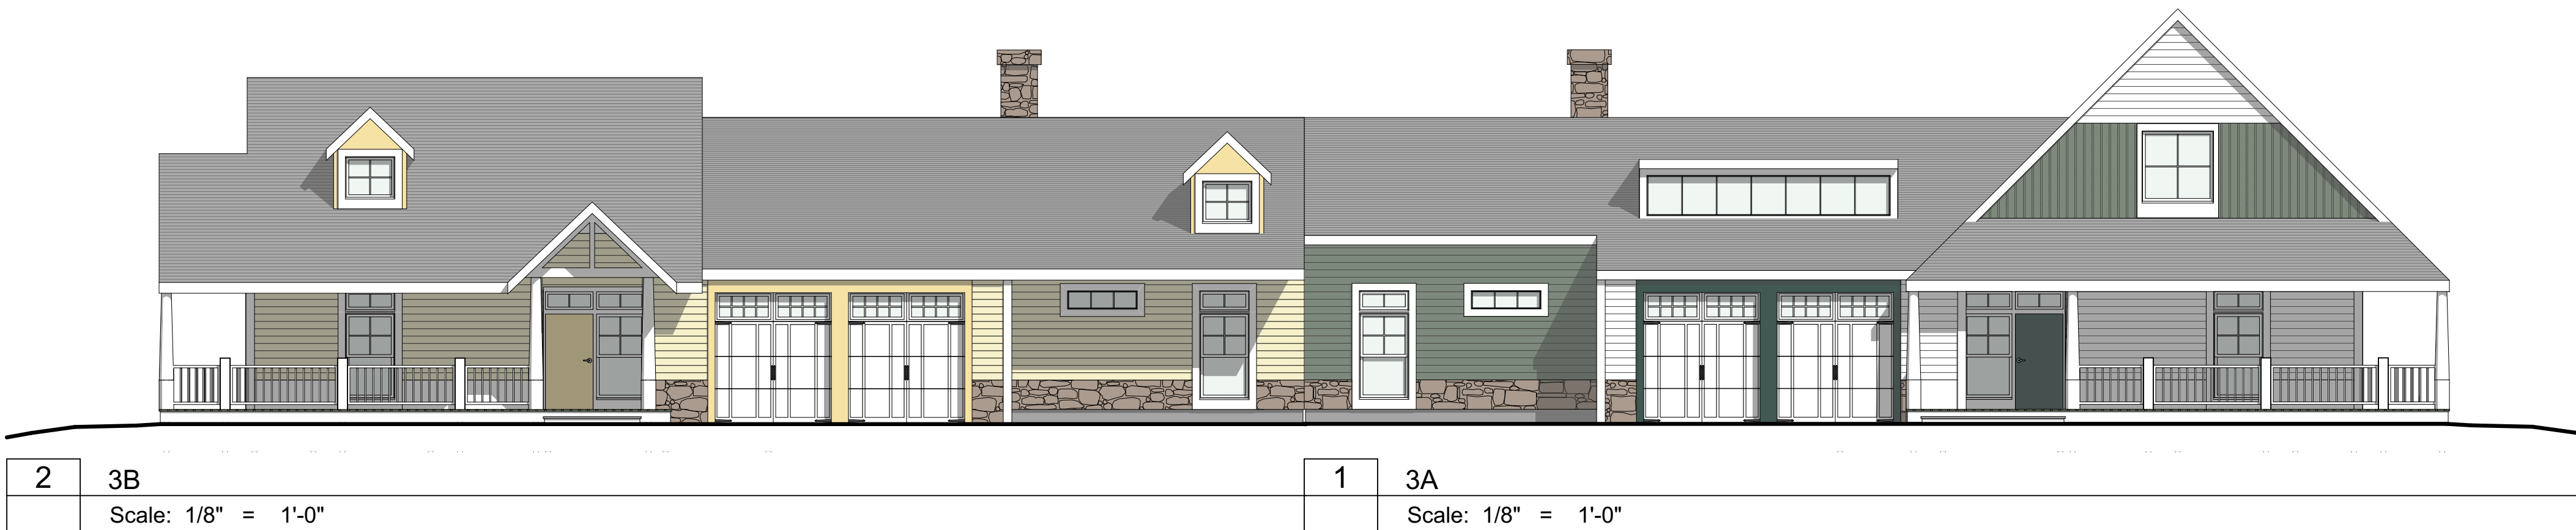 2 3B
Scale: 1/8" = 1'-0"
1 3A
Scale: 1/8" = 1'-0"